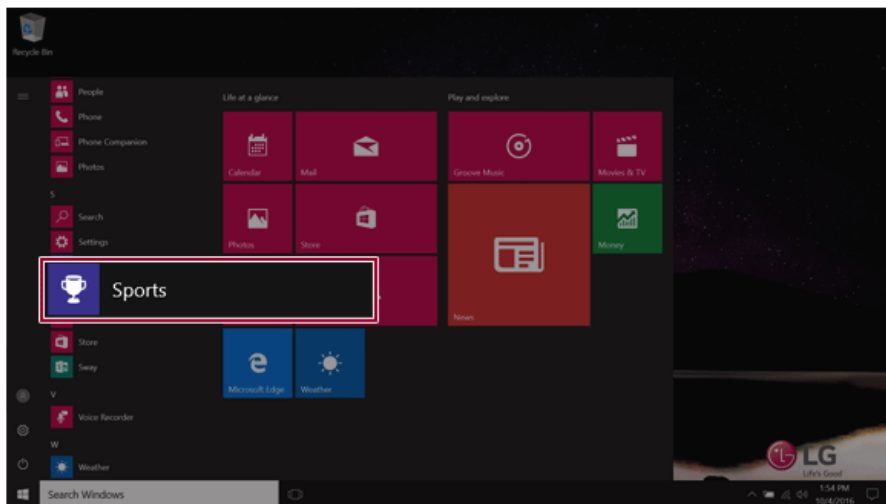 Recycle Bin
People
Phone
Phone Companion
Photos
S
Search
Settings
Sports
Store
Sway
V
Voice Recorder
W
Weather
Life at a glance
Calendar
Mail
Photos
Store
Microsoft Edge
Weather
Play and explore
Groove Music
Movies & TV
News
Money
LG
Life's Good
Search Windows
1:54 PM
10/4/2016